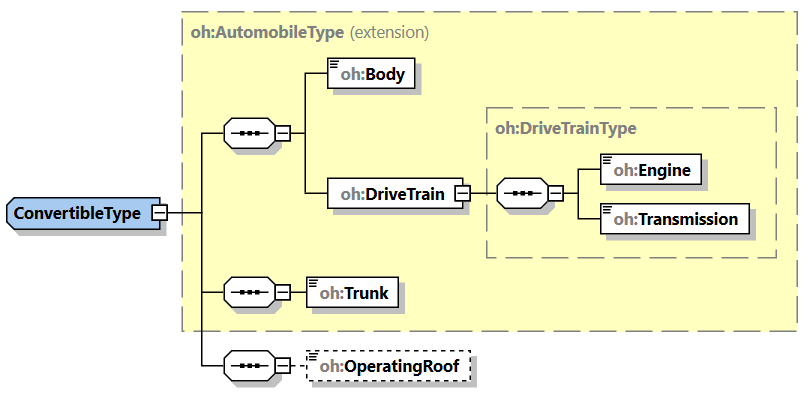 oh:AutomobileType (extension)
oh:Body
oh:DriveTrainType
oh:Engine
oh:DriveTrain
ConvertibleType
oh:Transmission
oh:Trunk
oh:OperatingRoof